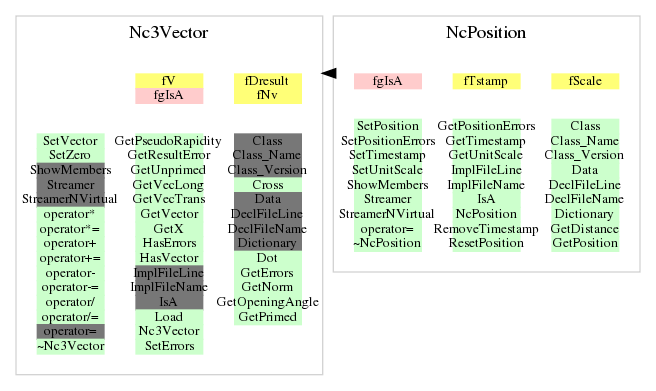 Nc3Vector
fV
fgIsA
fDresult
fNv
SetVector
SetZero
ShowMembers
Streamer
StreamerNVirtual
operator*
operator*=
operator+
operator+=
operator-
operator-=
operator/
operator/=
operator=
~Nc3Vector
GetPseudoRapidity
GetResultError
GetUnprimed
GetVecLong
GetVecTrans
GetVector
GetX
HasErrors
HasVector
ImplFileLine
ImplFileName
IsA
Load
Nc3Vector
SetErrors
Class
Class_Name
Class_Version
Cross
Data
DeclFileLine
DeclFileName
Dictionary
Dot
GetErrors
GetNorm
GetOpeningAngle
GetPrimed
NcPosition
fgIsA
fTstamp
fScale
SetPosition
SetPositionErrors
SetTimestamp
SetUnitScale
ShowMembers
Streamer
StreamerNVirtual
operator=
~NcPosition
GetPositionErrors
GetTimestamp
GetUnitScale
ImplFileLine
ImplFileName
IsA
NcPosition
RemoveTimestamp
ResetPosition
Class
Class_Name
Class_Version
Data
DeclFileLine
DeclFileName
Dictionary
GetDistance
GetPosition